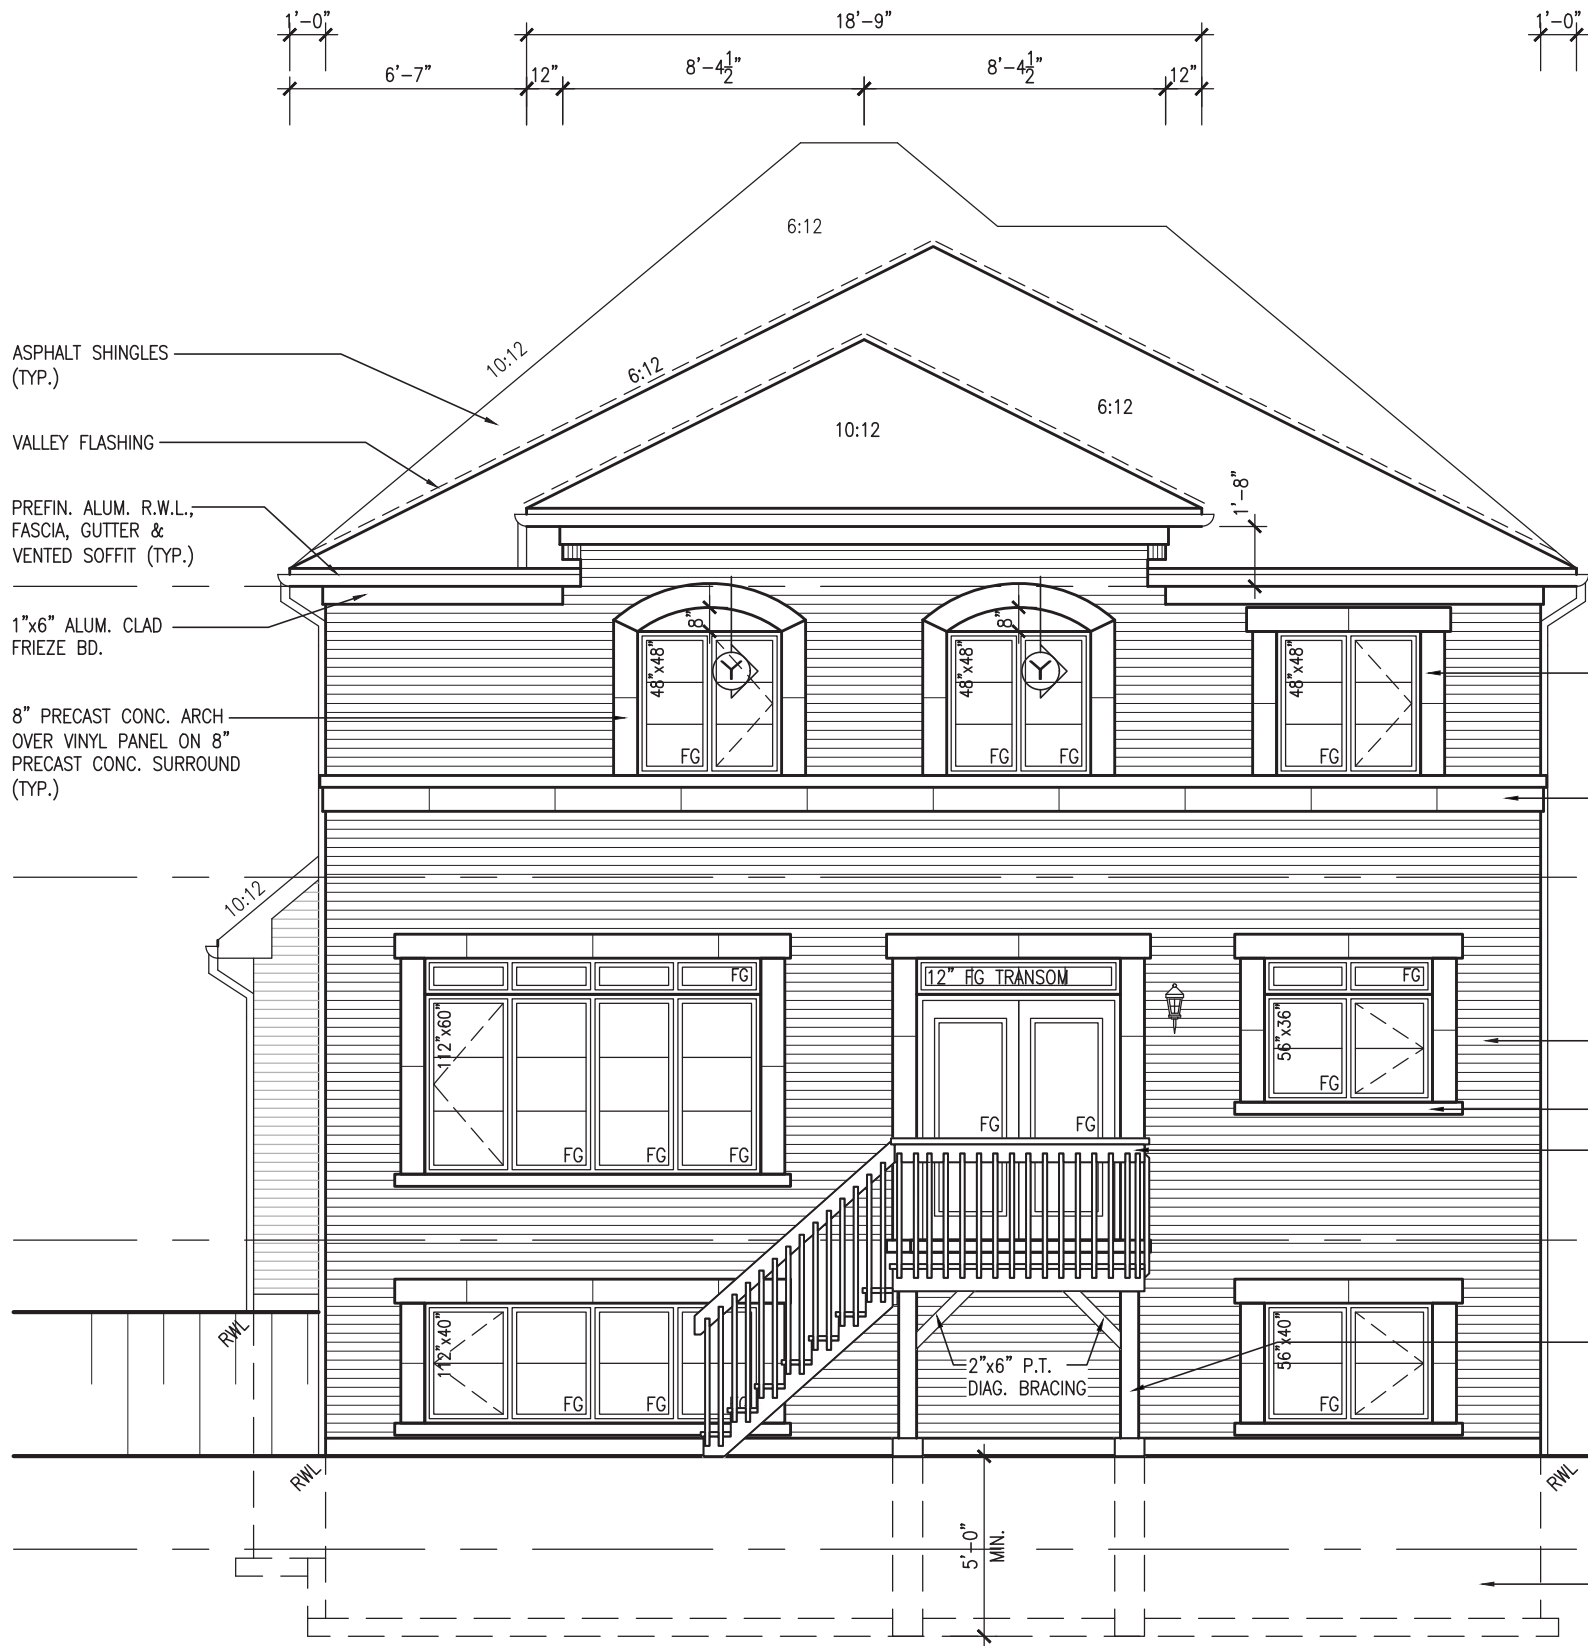 1'-0"
18'-9"
1'-0"
6'-7"
12"
8'-4½"
8'-4½"
12"
6:12
10:12
6:12
6:12
10:12
ASPHALT SHINGLES
(TYP.)
VALLEY FLASHING
PREFIN. ALUM. R.W.L.,
FASCIA, GUTTER &
VENTED SOFFIT (TYP.)
1'-8"
1"x6" ALUM. CLAD
FRIEZE BD.
8" PRECAST CONC. ARCH
OVER VINYL PANEL ON 8"
PRECAST CONC. SURROUND
(TYP.)
8"
48"x48"
Y
FG
8"
48"x48"
Y
FG
FG
48"x48"
FG
10:12
FG
112"x60"
FG
FG
FG
12" FG TRANSOM
FG
FG
FG
56"x36"
FG
RWL
112"x40"
FG
FG
FG
2"x6" P.T.
DIAG. BRACING
56"x40"
FG
RWL
5'-0"
MIN.
RWL